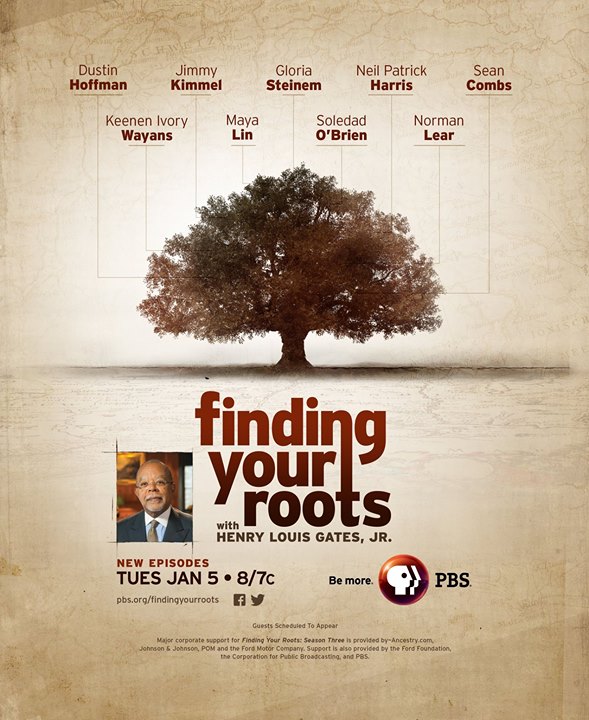 Dustin Hoffman
Jimmy Kimmel
Gloria Steinem
Neil Patrick Harris
Sean Combs
Keenen Ivory Wayans
Maya Lin
Soledad O'Brien
Norman Lear
finding
your
roots
with
HENRY LOUIS GATES, JR.
NEW EPISODES
TUES JAN 5 • 8/7c
pbs.org/findingyourroots
Be more. PBS.
Guests Scheduled To Appear
Major corporate support for Finding Your Roots: Season Three is provided by–Ancestry.com,
Johnson & Johnson, POM and the Ford Motor Company. Support is also provided by the Ford Foundation,
the Corporation for Public Broadcasting, and PBS.